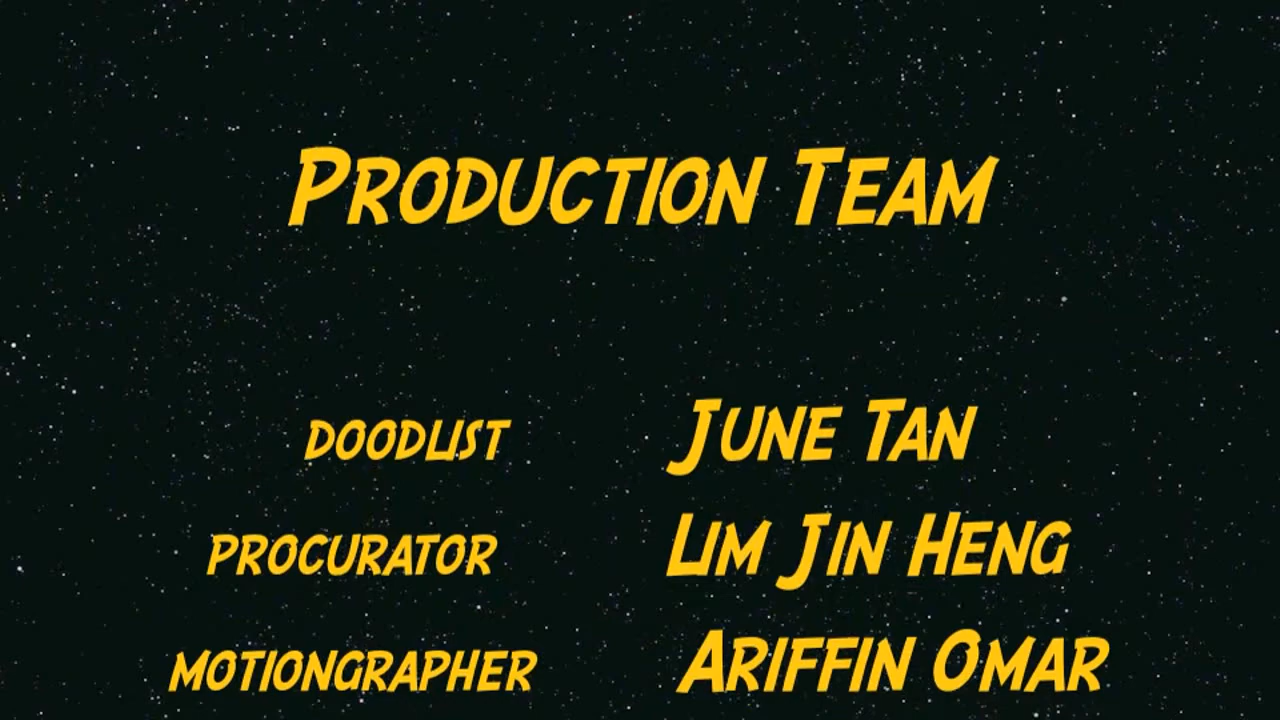 Production Team
Doodlist June Tan
Procurator Lim Jin Heng
Motiongrapher Ariffin Omar